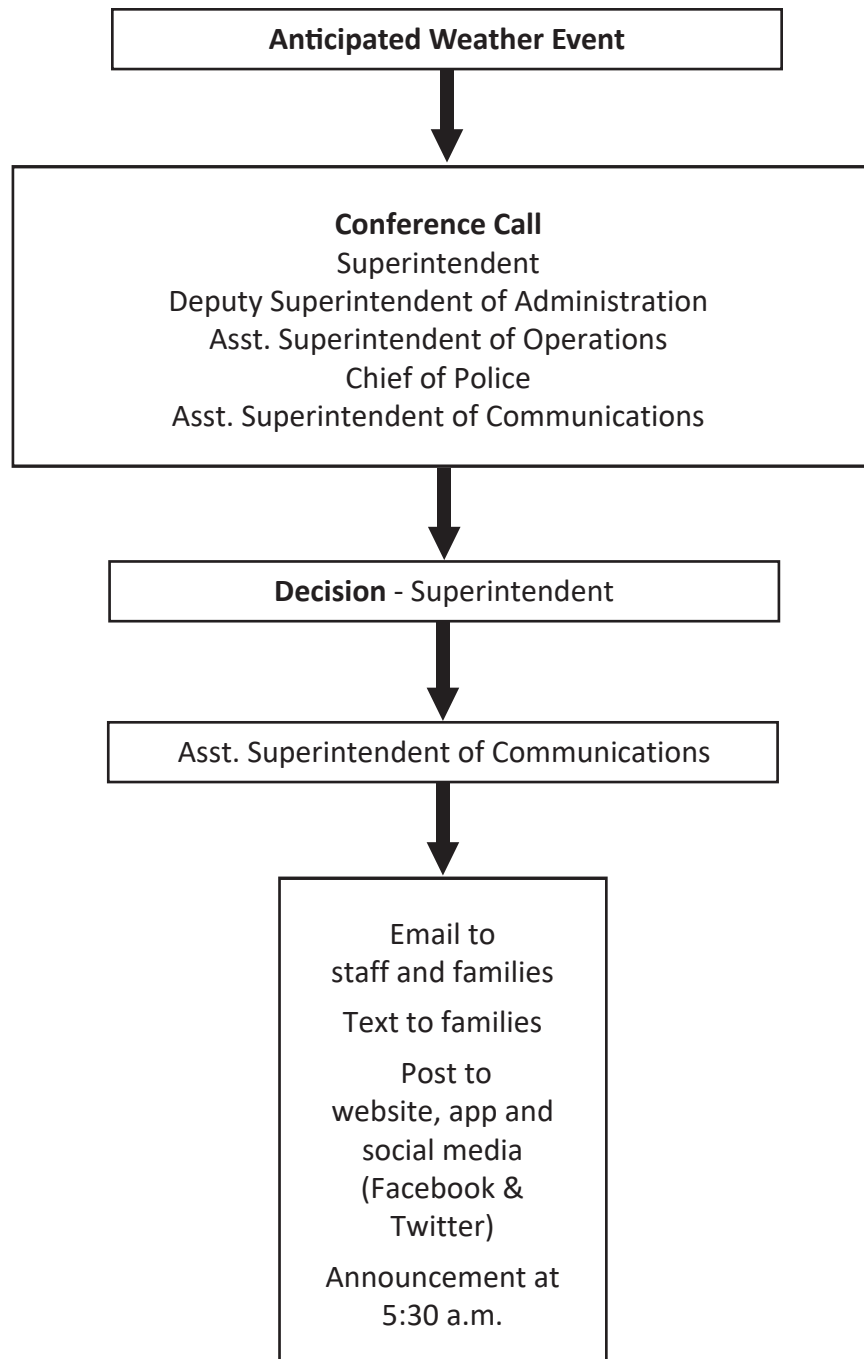 Anticipated Weather Event
Conference Call
Superintendent
Deputy Superintendent of Administration
Asst. Superintendent of Operations
Chief of Police
Asst. Superintendent of Communications
Decision - Superintendent
Asst. Superintendent of Communications
Email to
staff and families
Text to families
Post to
website, app and
social media
(Facebook &
Twitter)
Announcement at
5:30 a.m.